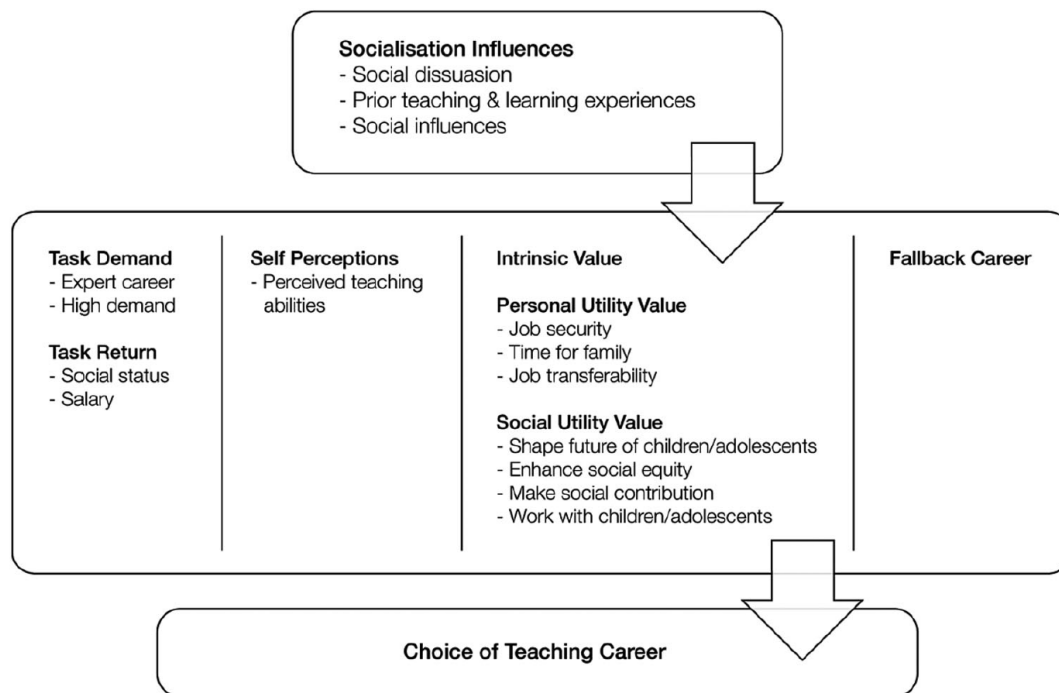 Socialisation Influences
- Social dissuasion
- Prior teaching & learning experiences
- Social influences
Task Demand
- Expert career
- High demand
Task Return
- Social status
- Salary
Self Perceptions
- Perceived teaching
abilities
Intrinsic Value
Personal Utility Value
- Job security
- Time for family
- Job transferability
Social Utility Value
- Shape future of children/adolescents
- Enhance social equity
- Make social contribution
- Work with children/adolescents
Fallback Career
Choice of Teaching Career